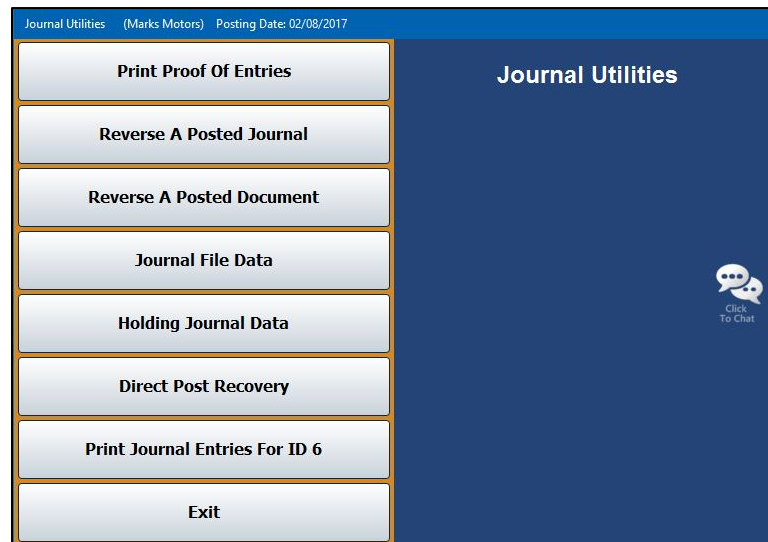 Journal Utilities (Marks Motors) Posting Date: 02/08/2017
Print Proof Of Entries
Journal Utilities
Reverse A Posted Journal
Reverse A Posted Document
Journal File Data
Holding Journal Data
Click
To Chat
Direct Post Recovery
Print Journal Entries For ID 6
Exit